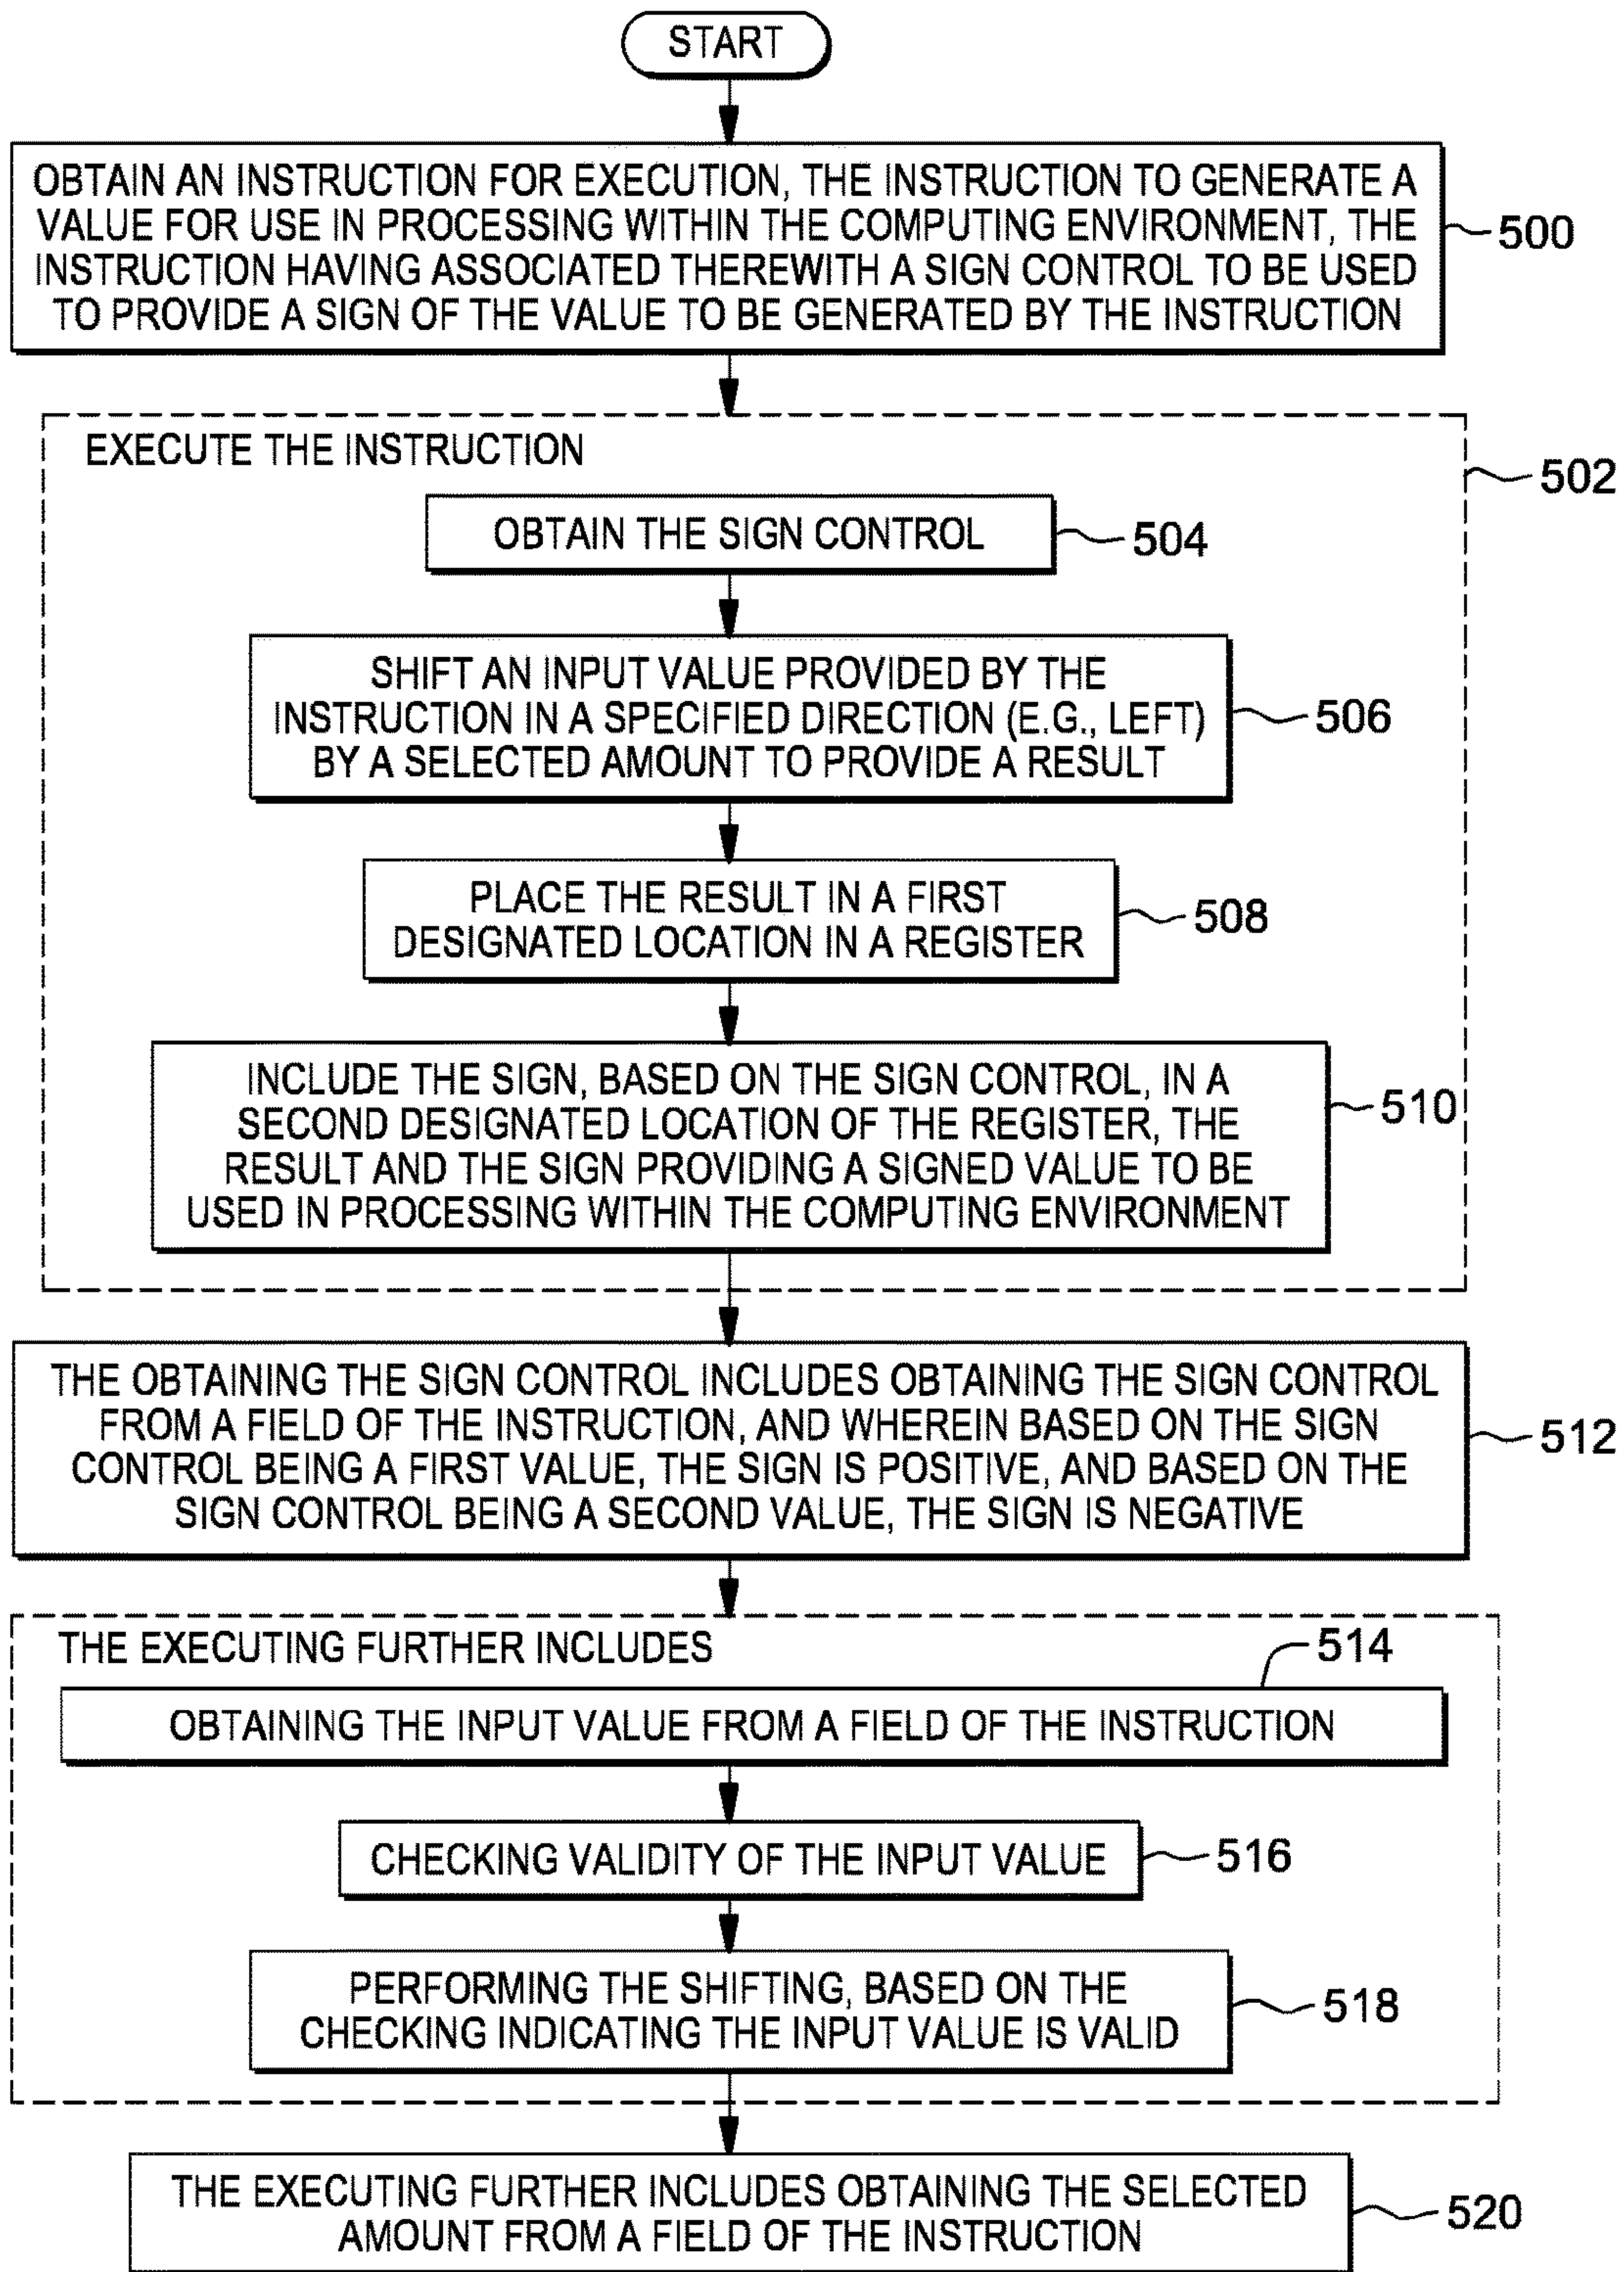 START
OBTAIN AN INSTRUCTION FOR EXECUTION, THE INSTRUCTION TO GENERATE A
VALUE FOR USE IN PROCESSING WITHIN THE COMPUTING ENVIRONMENT, THE
INSTRUCTION HAVING ASSOCIATED THEREWITH A SIGN CONTROL TO BE USED
TO PROVIDE A SIGN OF THE VALUE TO BE GENERATED BY THE INSTRUCTION
500
EXECUTE THE INSTRUCTION
502
OBTAIN THE SIGN CONTROL
504
SHIFT AN INPUT VALUE PROVIDED BY THE
INSTRUCTION IN A SPECIFIED DIRECTION (E.G., LEFT)
BY A SELECTED AMOUNT TO PROVIDE A RESULT
506
PLACE THE RESULT IN A FIRST
DESIGNATED LOCATION IN A REGISTER
508
INCLUDE THE SIGN, BASED ON THE SIGN CONTROL, IN A
SECOND DESIGNATED LOCATION OF THE REGISTER, THE
RESULT AND THE SIGN PROVIDING A SIGNED VALUE TO BE
USED IN PROCESSING WITHIN THE COMPUTING ENVIRONMENT
510
THE OBTAINING THE SIGN CONTROL INCLUDES OBTAINING THE SIGN CONTROL
FROM A FIELD OF THE INSTRUCTION, AND WHEREIN BASED ON THE SIGN
CONTROL BEING A FIRST VALUE, THE SIGN IS POSITIVE, AND BASED ON THE
SIGN CONTROL BEING A SECOND VALUE, THE SIGN IS NEGATIVE
512
THE EXECUTING FURTHER INCLUDES
514
OBTAINING THE INPUT VALUE FROM A FIELD OF THE INSTRUCTION
CHECKING VALIDITY OF THE INPUT VALUE
516
PERFORMING THE SHIFTING, BASED ON THE
CHECKING INDICATING THE INPUT VALUE IS VALID
518
THE EXECUTING FURTHER INCLUDES OBTAINING THE SELECTED
AMOUNT FROM A FIELD OF THE INSTRUCTION
520